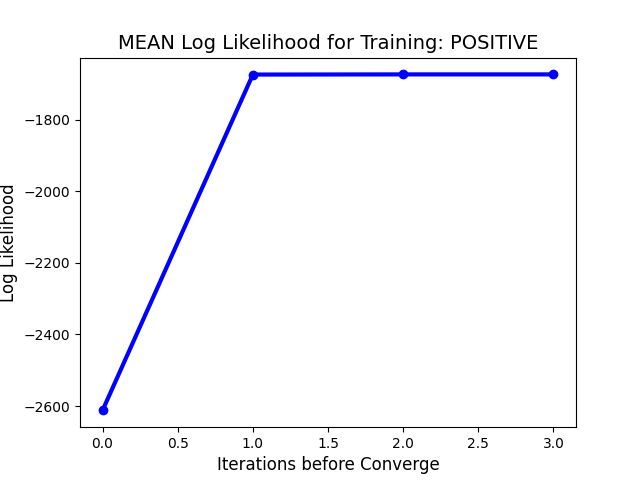 MEAN Log Likelihood for Training: POSITIVE
Log Likelihood
−1800
−2000
−2200
−2400
−2600
0.0 0.5 1.0 1.5 2.0 2.5 3.0
Iterations before Converge